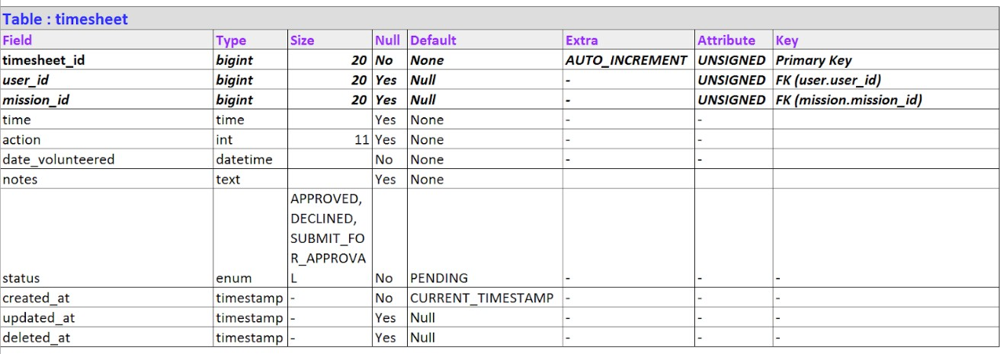 Table : timesheet
Field Type Size Null Default Extra Attribute Key
timesheet_id bigint 20 No None AUTO_INCREMENT UNSIGNED Primary Key
user_id bigint 20 Yes Null - UNSIGNED FK (user.user_id)
mission_id bigint 20 Yes Null - UNSIGNED FK (mission.mission_id)
time time Yes None - -
action int 11 Yes None - -
date_volunteered datetime No None - -
notes text Yes None
APPROVED,
DECLINED,
SUBMIT_FO
R_APPROVA
status enum L No PENDING - - -
created_at timestamp - No CURRENT_TIMESTAMP - - -
updated_at timestamp - Yes Null - - -
deleted_at timestamp - Yes Null - - -